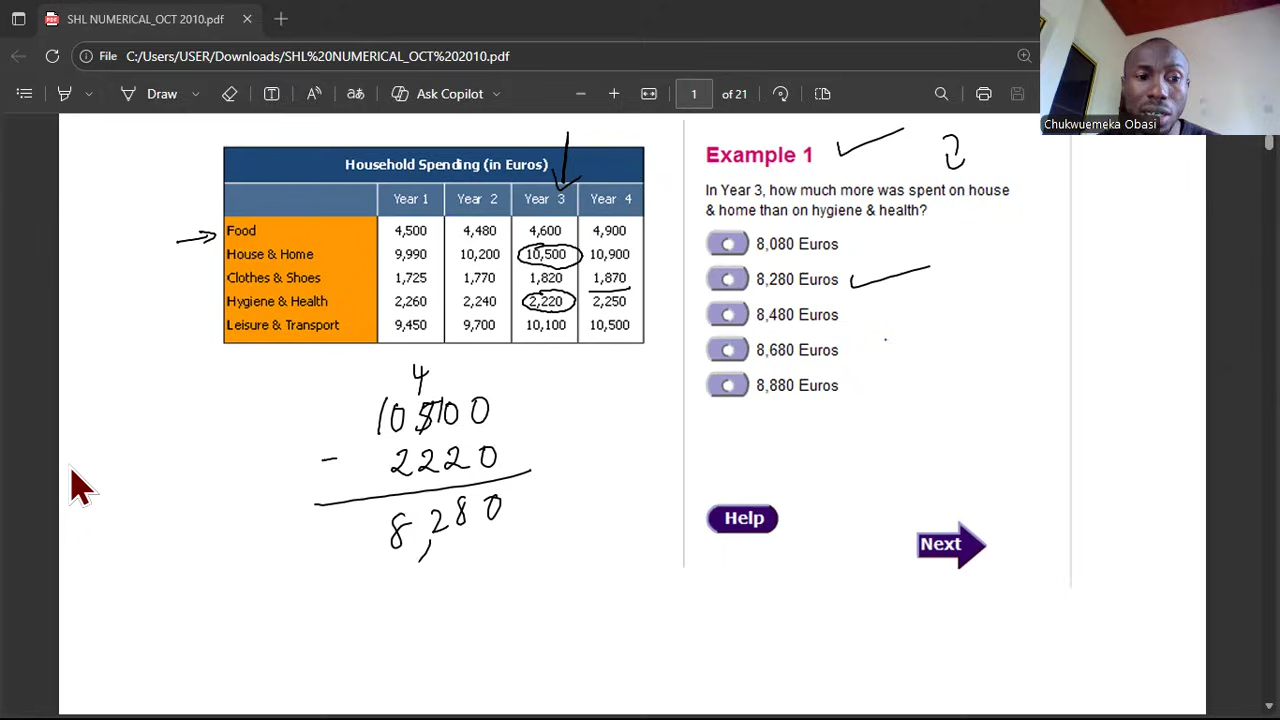 SHL NUMERICAL_OCT 2010.pdf
File C:/Users/USER/Downloads/SHL%20NUMERICAL_OCT%202010.pdf
Draw Ask Copilot 1 of 21
Chukwuemeka Obasi
Household Spending (in Euros)
Year 1 Year 2 Year 3 Year 4
Food 4,500 4,480 4,600 4,900
House & Home 9,990 10,200 10,500 10,900
Clothes & Shoes 1,725 1,770 1,820 1,870
Hygiene & Health 2,260 2,240 2,220 2,250
Leisure & Transport 9,450 9,700 10,100 10,500
4
10 5 10 0
- 2220
8,280
Example 1
In Year 3, how much more was spent on house
& home than on hygiene & health?
8,080 Euros
8,280 Euros
8,480 Euros
8,680 Euros
8,880 Euros
Help
Next